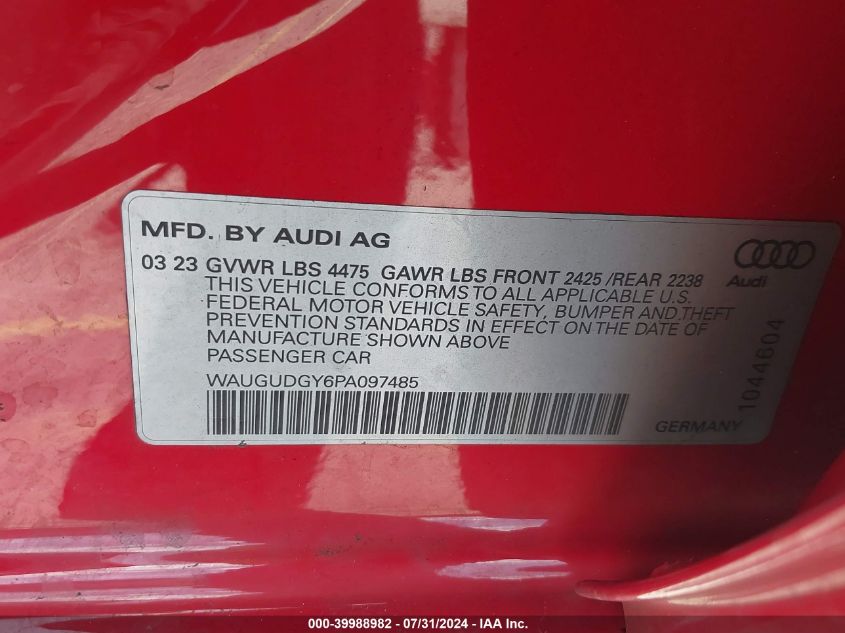 MFD. BY AUDI AG
03 23 GVWR LBS 4475 GAWR LBS FRONT 2425 /REAR 2238
THIS VEHICLE CONFORMS TO ALL APPLICABLE U.S.
FEDERAL MOTOR VEHICLE SAFETY, BUMPER AND THEFT
PREVENTION STANDARDS IN EFFECT ON THE DATE OF
MANUFACTURE SHOWN ABOVE
PASSENGER CAR
WAUGUDGY6PA097485
Audi
1044604
GERMANY
000-39988982 / 07/31/2024 - IAA Inc.